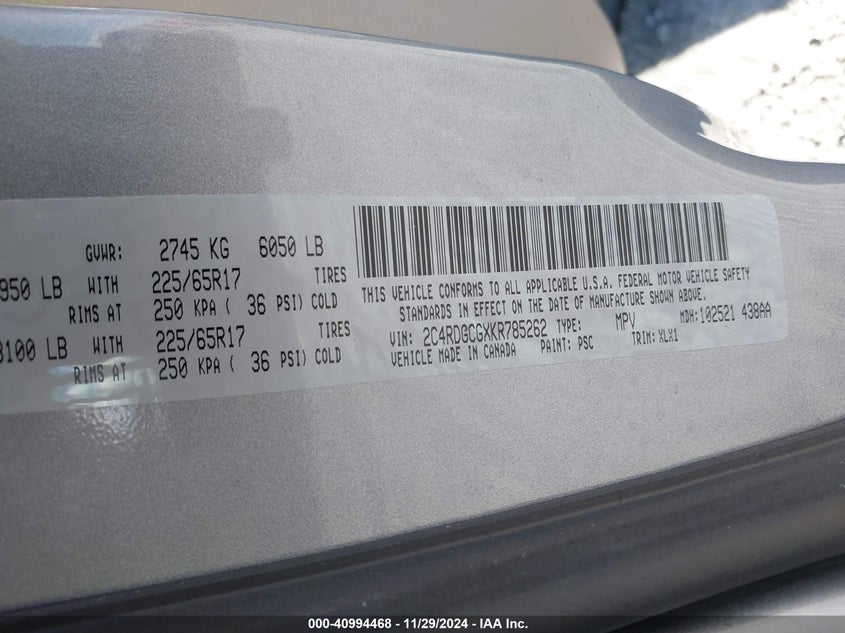 GVWR: 2745 KG 6050 LB
950 LB WITH 225/65R17 TIRES
RIMS AT 250 KPA ( 36 PSI) COLD
3100 LB WITH 225/65R17 TIRES
RIMS AT 250 KPA ( 36 PSI) COLD
THIS VEHICLE CONFORMS TO ALL APPLICABLE U.S.A. FEDERAL MOTOR VEHICLE SAFETY
STANDARDS IN EFFECT ON THE DATE OF MANUFACTURE SHOWN ABOVE.
VIN: 2C4RDGCGXKR785262 TYPE: MPV MDH:102521 438AA
VEHICLE MADE IN CANADA PAINT: PSC TRIM: XLX1
000-40994468 - 11/29/2024 - IAA Inc.